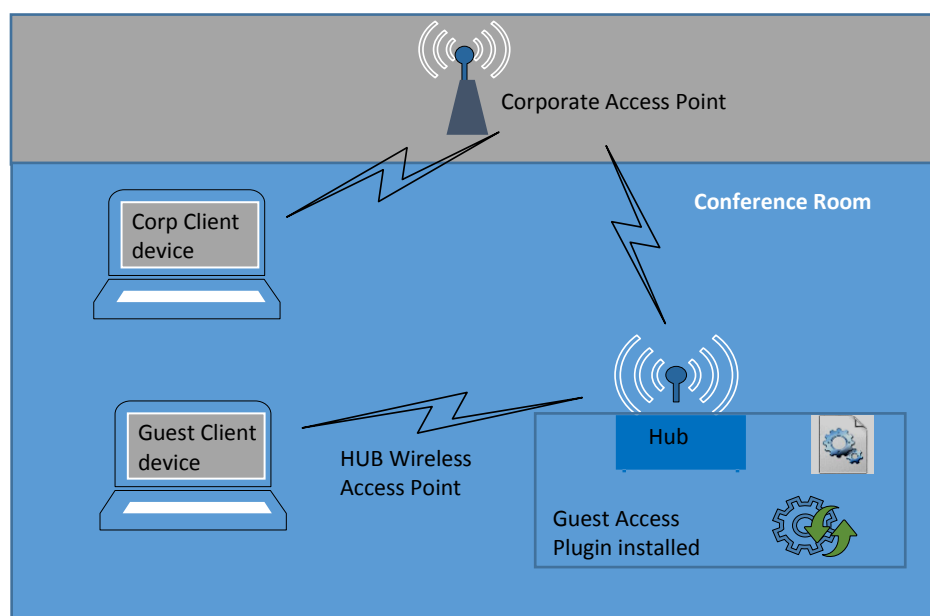 Corporate Access Point
Conference Room
Corp Client
device
Guest Client
device
HUB Wireless
Access Point
Hub
Guest Access
Plugin installed